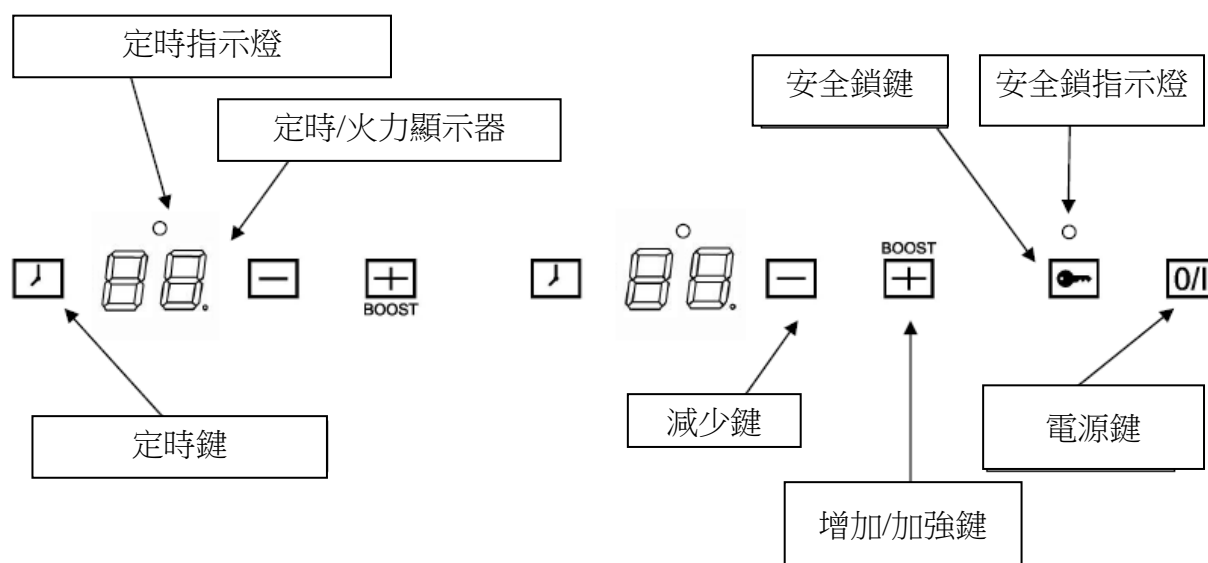 定時指示燈
定時/火力顯示器
安全鎖鍵
安全鎖指示燈
88.
BOOST
88.
BOOST
0/I
定時鍵
減少鍵
增加/加強鍵
電源鍵